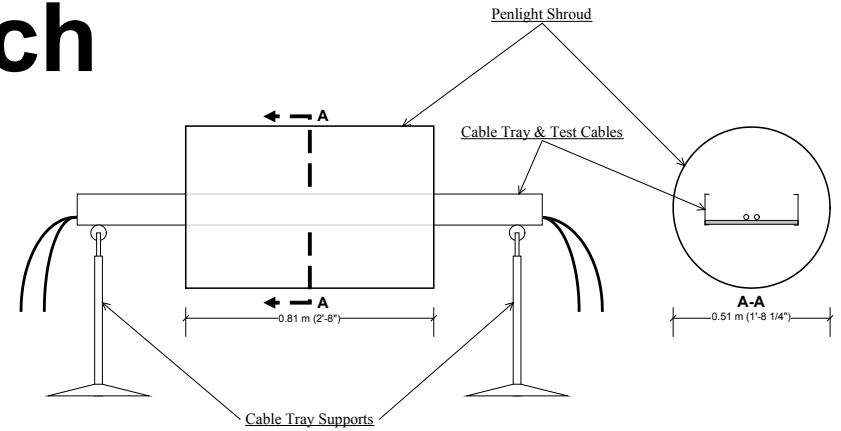 ch
Penlight Shroud
A
Cable Tray & Test Cables
A
A-A
0.81 m (2'-8")
0.51 m (1'-8 1/4")
Cable Tray Supports